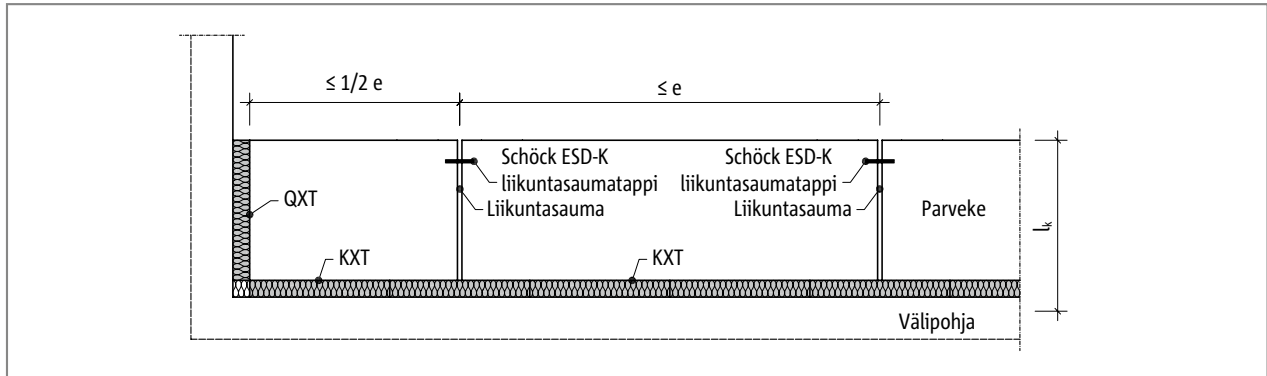 ≤ 1/2 e
≤ e
Schöck ESD-K
liikuntasaumatappi
Liikuntasauma
Schöck ESD-K
liikuntasaumatappi
Liikuntasauma
QXT
Parveke
lₖ
KXT
KXT
Välipohja